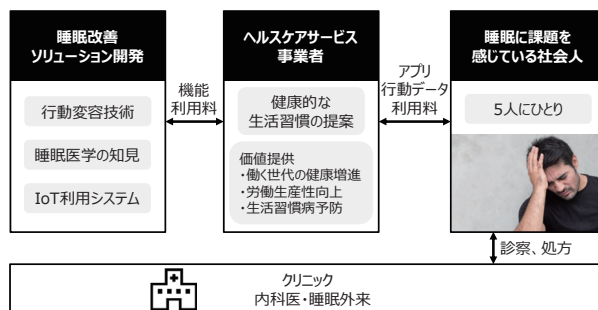 睡眠改善
ソリューション開発
行動変容技術
睡眠医学の知見
IoT利用システム
機能
利用料
ヘルスケアサービス
事業者
健康的な
生活習慣の提案
価値提供
・働く世代の健康増進
・労働生産性向上
・生活習慣病予防
アプリ
行動データ
利用料
睡眠に課題を
感じている社会人
5人にひとり
診察、処方
クリニック
内科医・睡眠外来